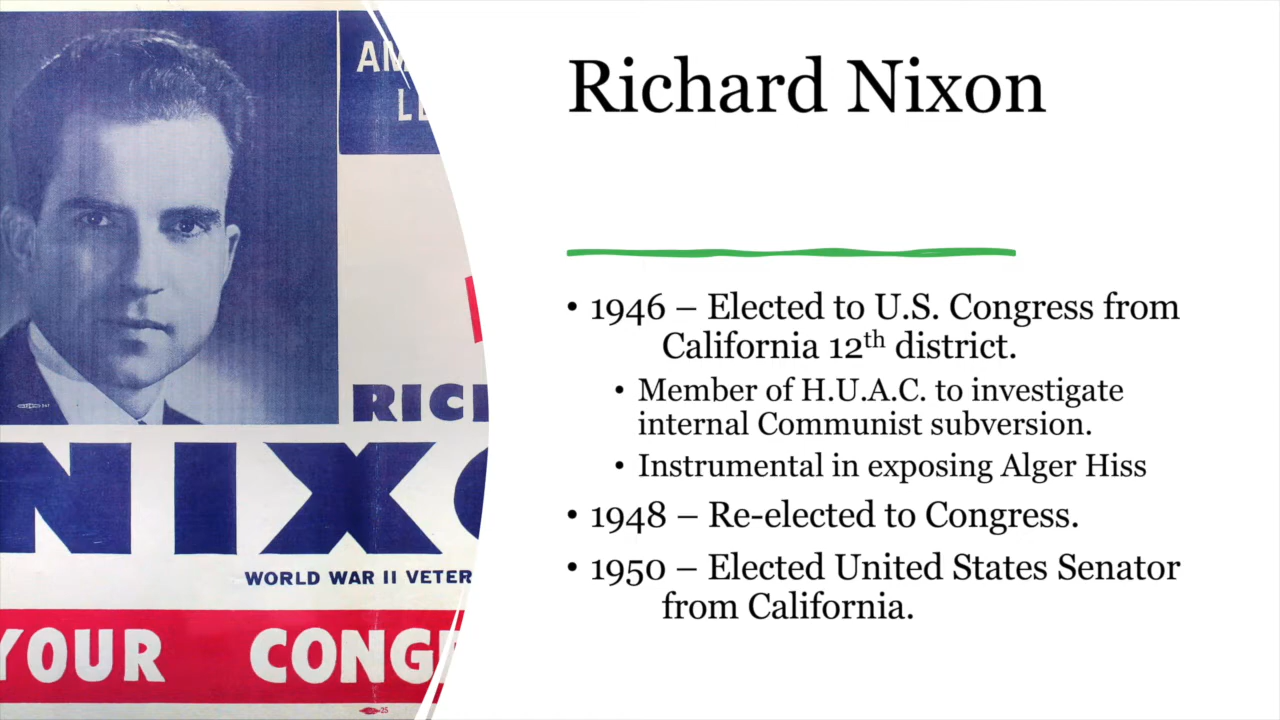 Richard Nixon
• 1946 – Elected to U.S. Congress from
California 12th district.
• Member of H.U.A.C. to investigate
internal Communist subversion.
• Instrumental in exposing Alger Hiss
• 1948 – Re-elected to Congress.
• 1950 – Elected United States Senator
from California.
AM
LE
RICH
NIXO
WORLD WAR II VETER
YOUR CONG
25